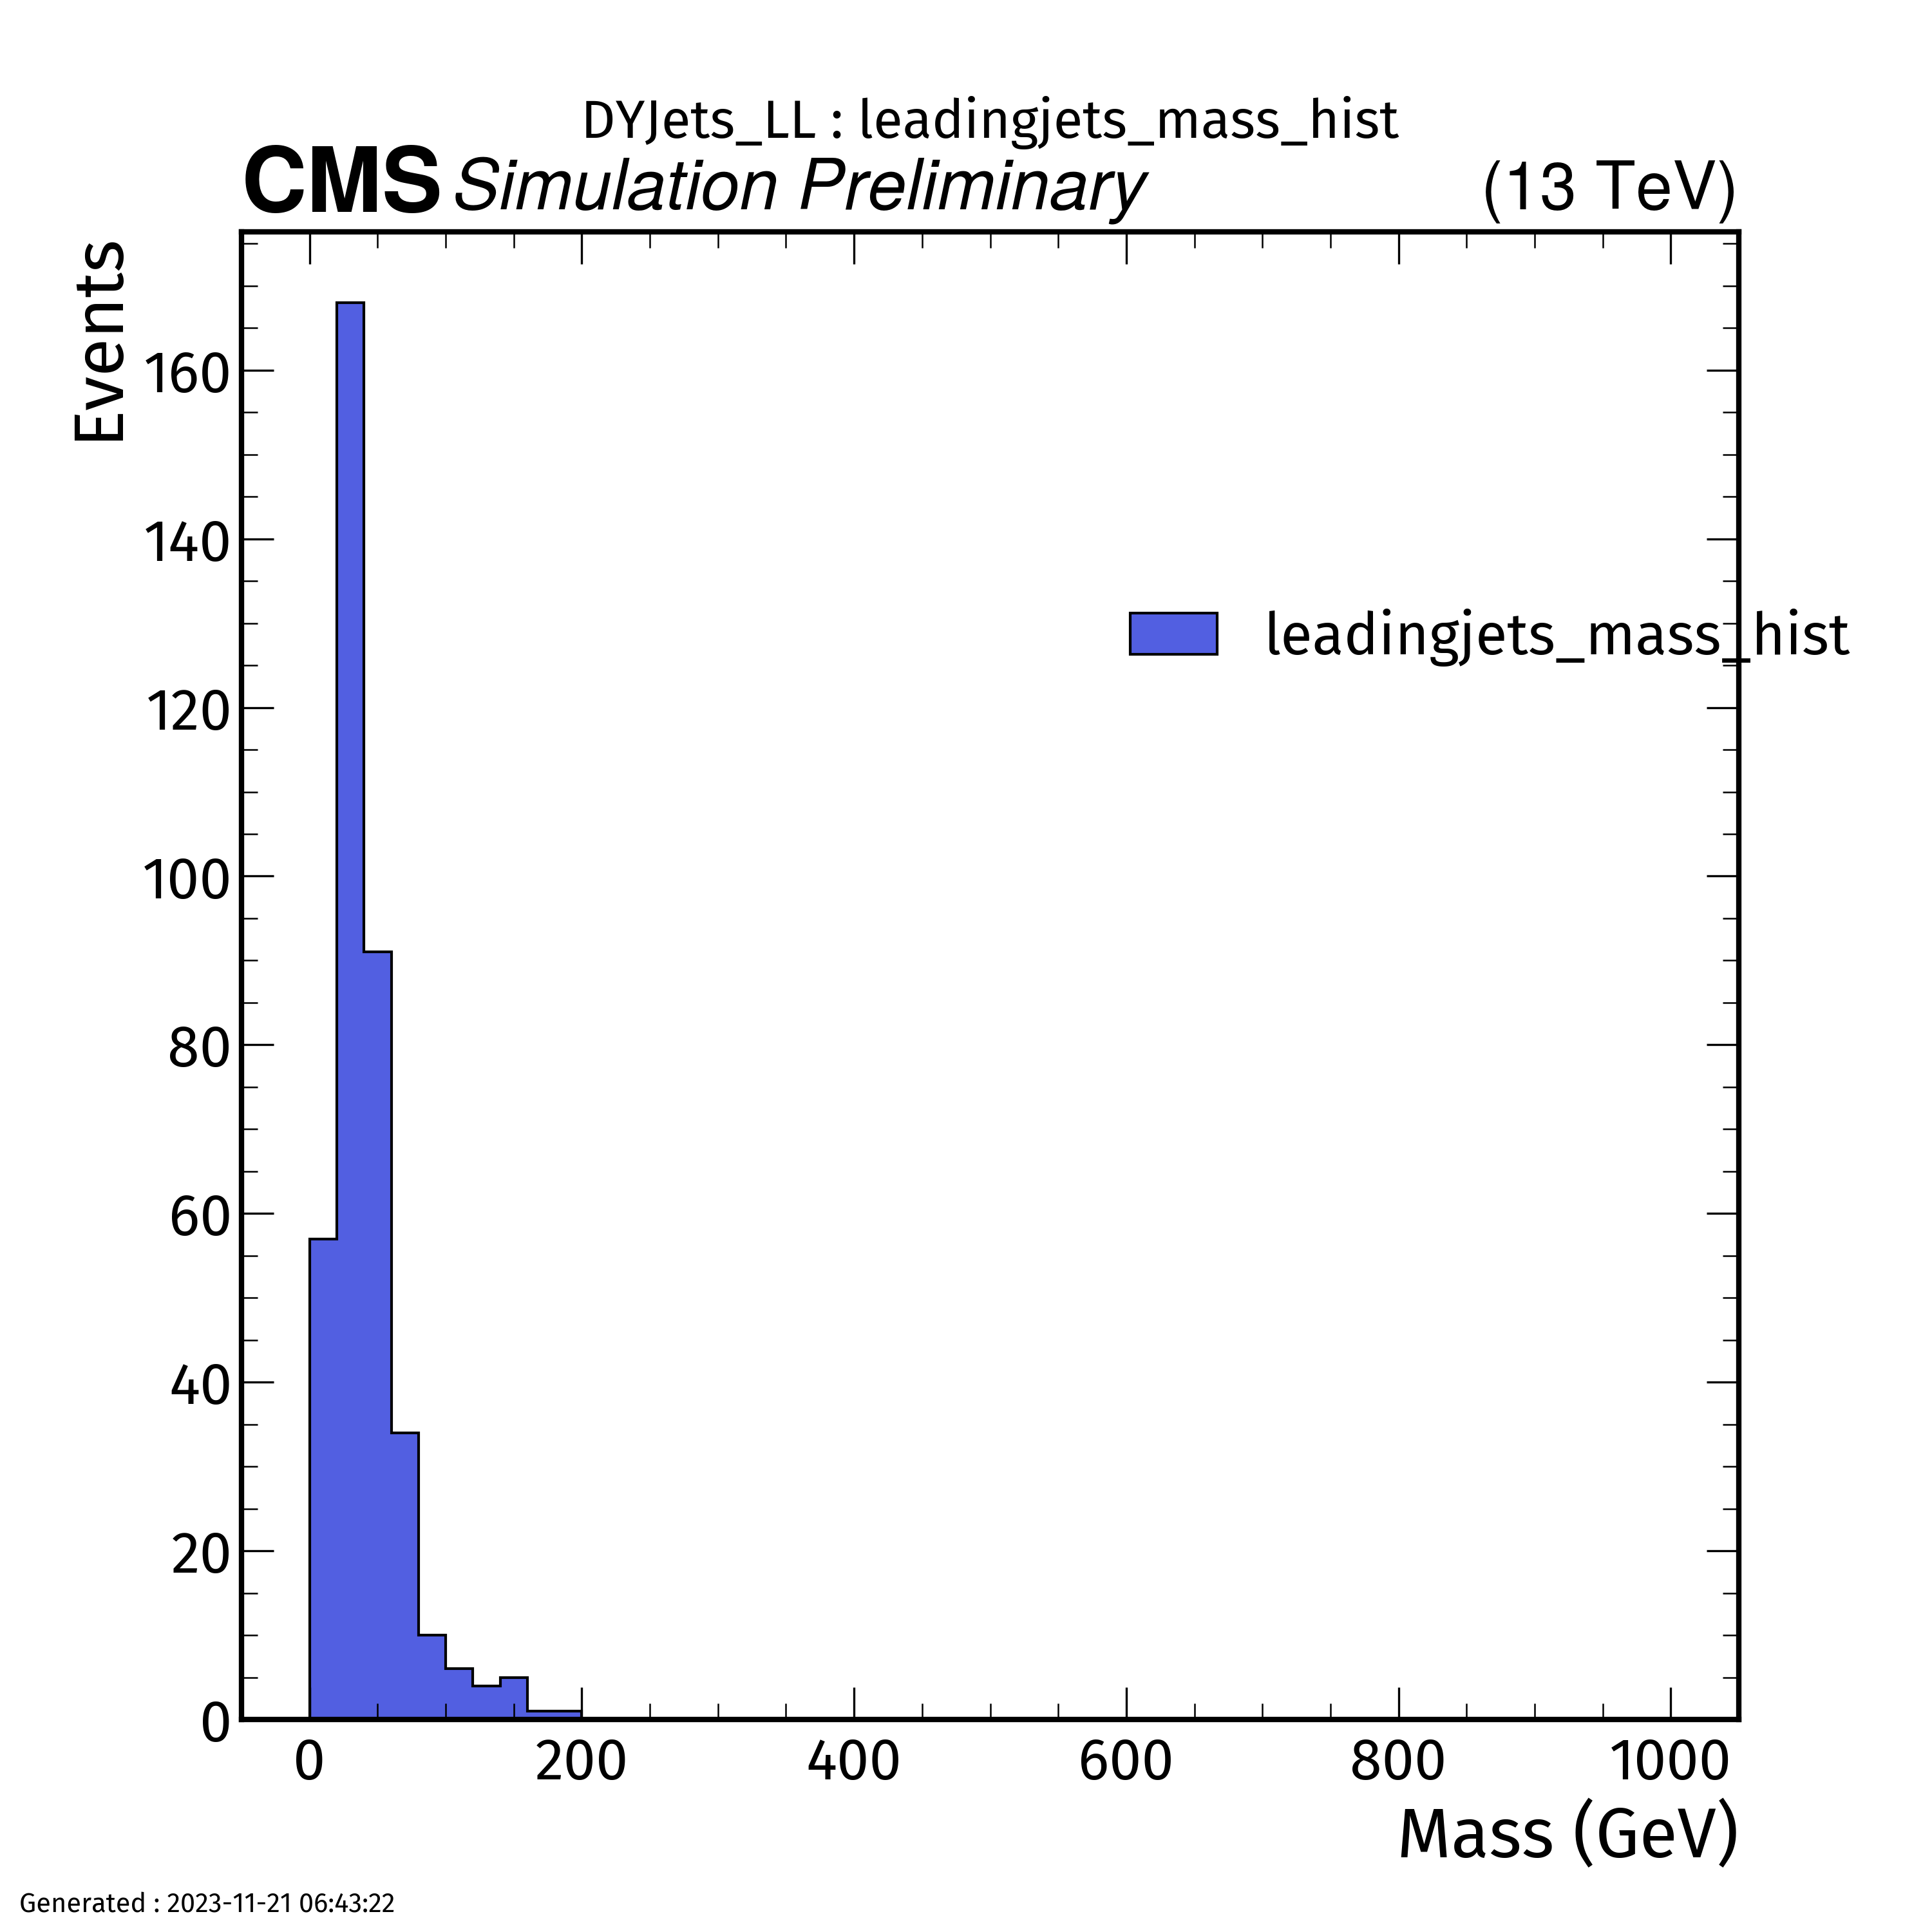 DYJets_LL : leadingjets_mass_hist
CMS Simulation Preliminary (13 TeV)
Events
160
140
120
100
80
60
40
20
0
leadingjets_mass_hist
0 200 400 600 800 1000
Mass (GeV)
Generated : 2023-11-21 06:43:22